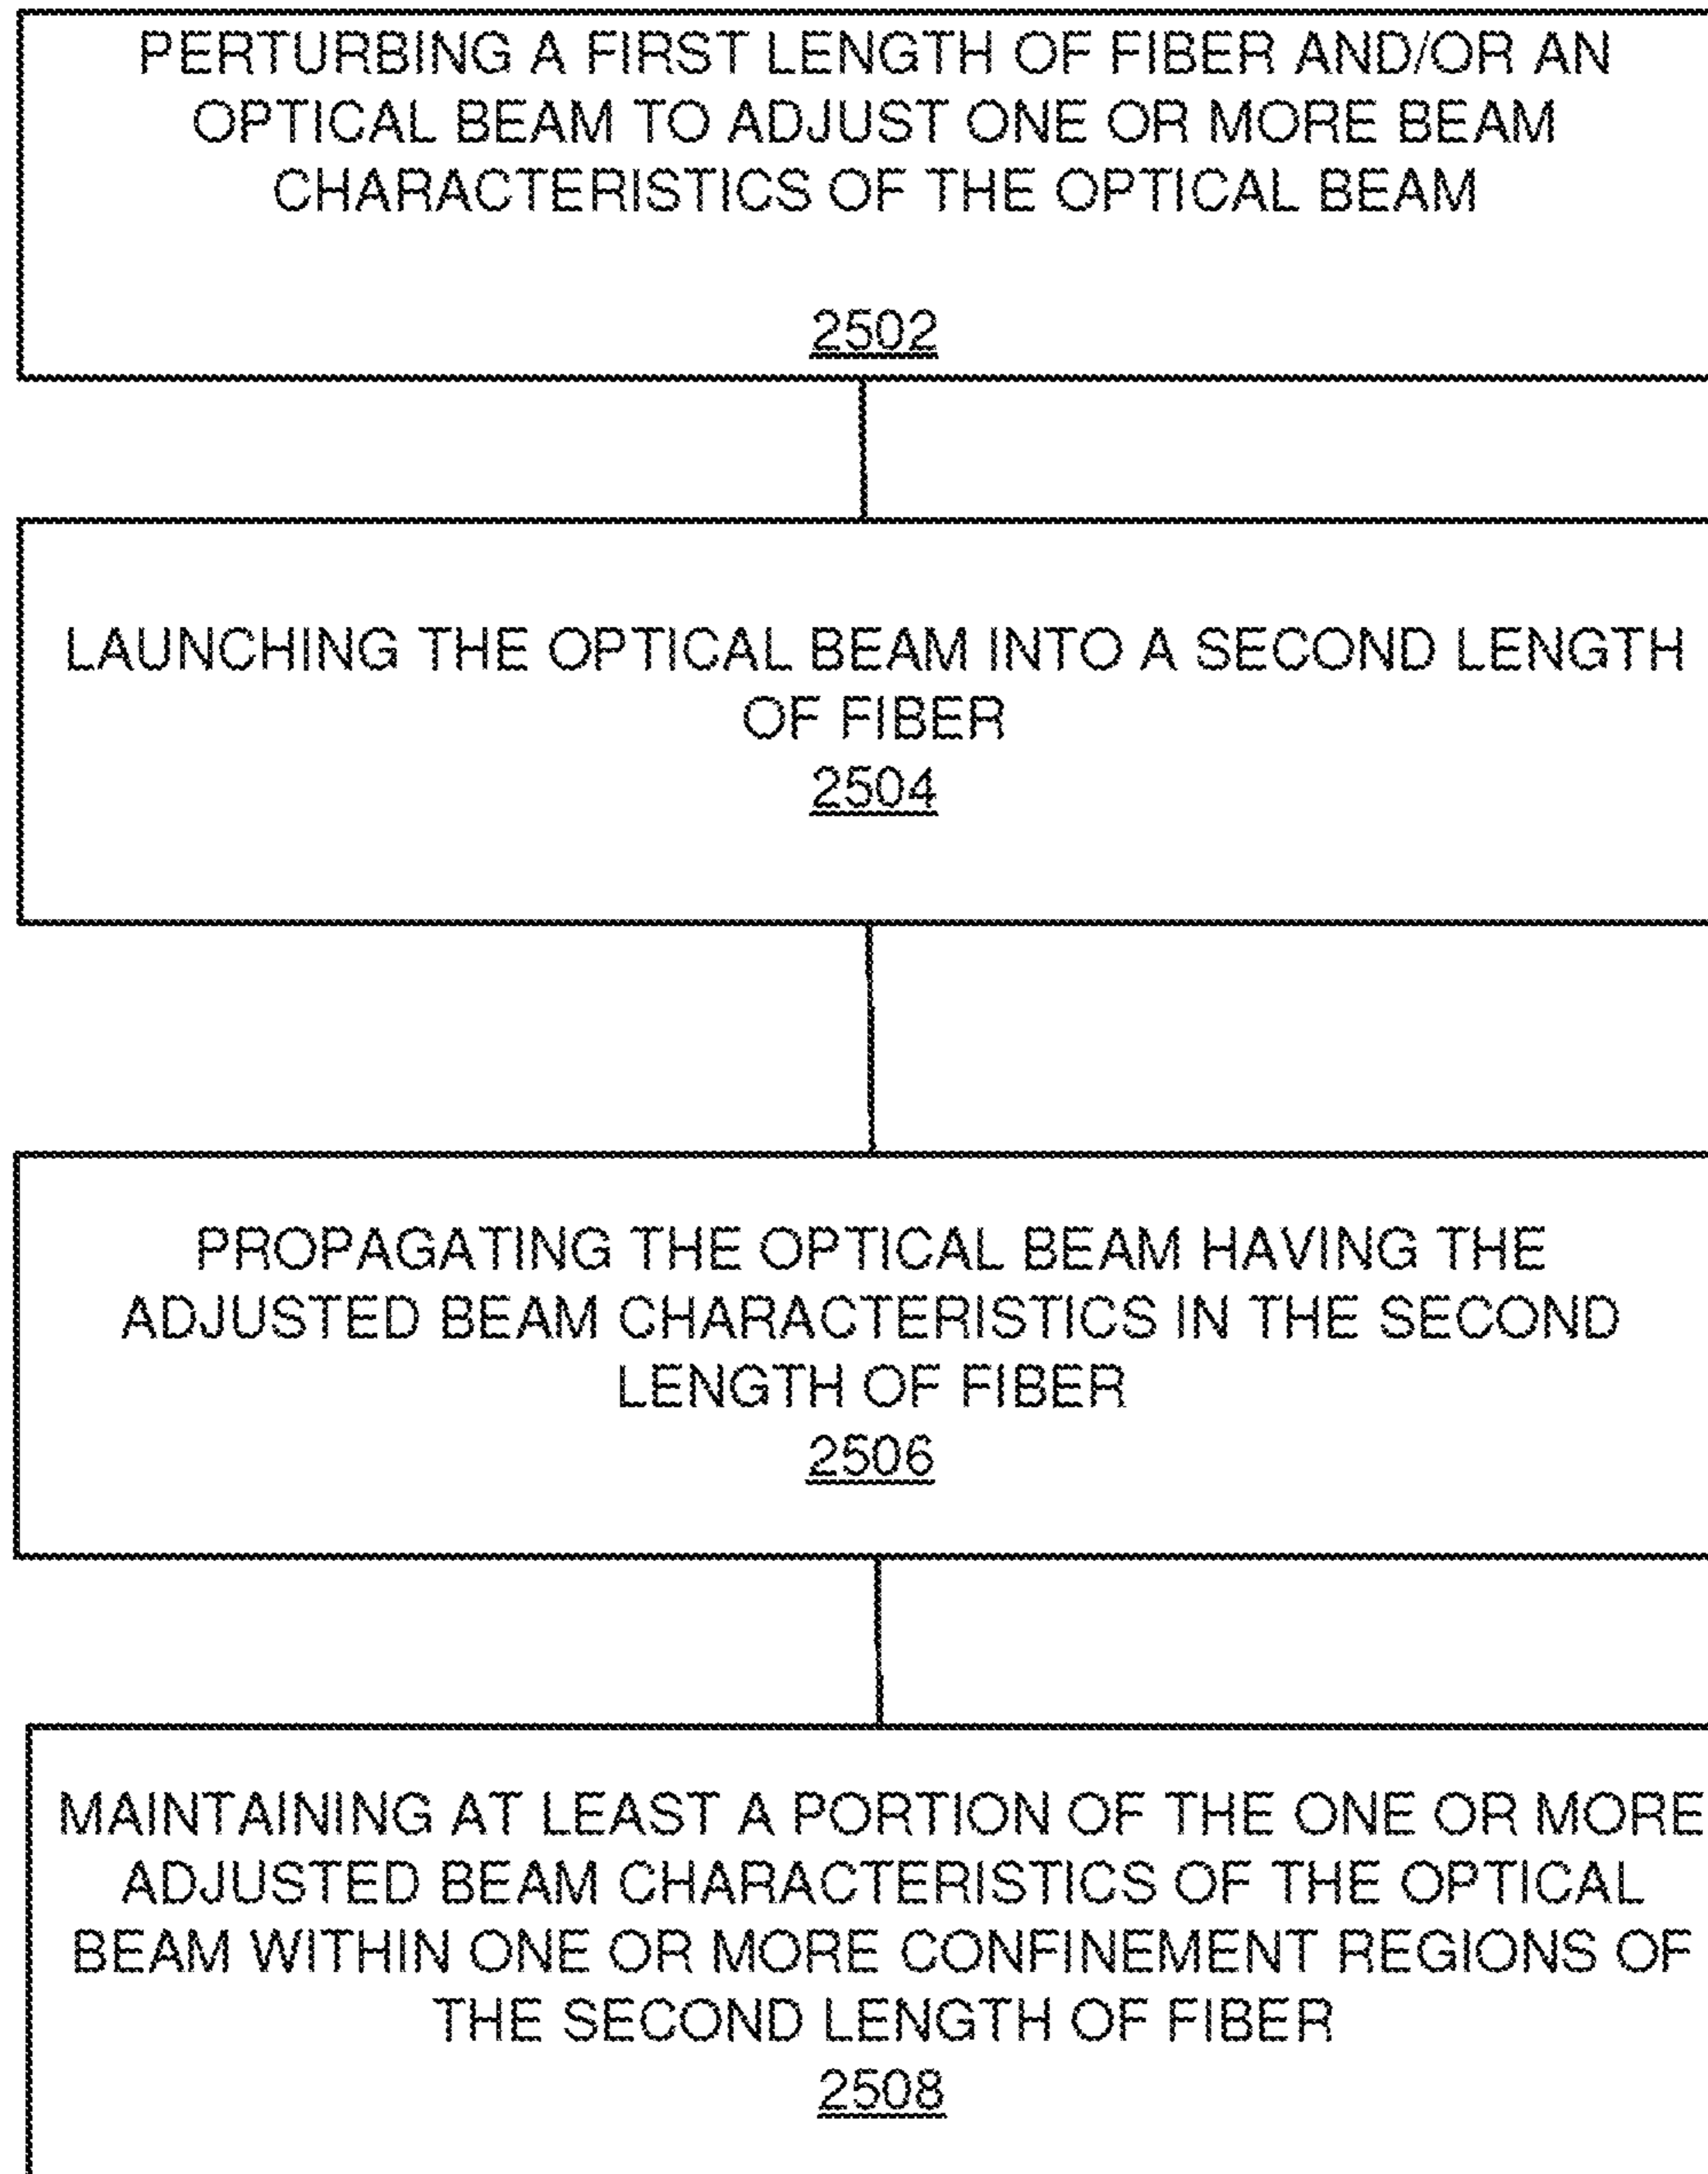 PERTURBING A FIRST LENGTH OF FIBER AND/OR AN
OPTICAL BEAM TO ADJUST ONE OR MORE BEAM
CHARACTERISTICS OF THE OPTICAL BEAM
2502
LAUNCHING THE OPTICAL BEAM INTO A SECOND LENGTH
OF FIBER
2504
PROPAGATING THE OPTICAL BEAM HAVING THE
ADJUSTED BEAM CHARACTERISTICS IN THE SECOND
LENGTH OF FIBER
2506
MAINTAINING AT LEAST A PORTION OF THE ONE OR MORE
ADJUSTED BEAM CHARACTERISTICS OF THE OPTICAL
BEAM WITHIN ONE OR MORE CONFINEMENT REGIONS OF
THE SECOND LENGTH OF FIBER
2508